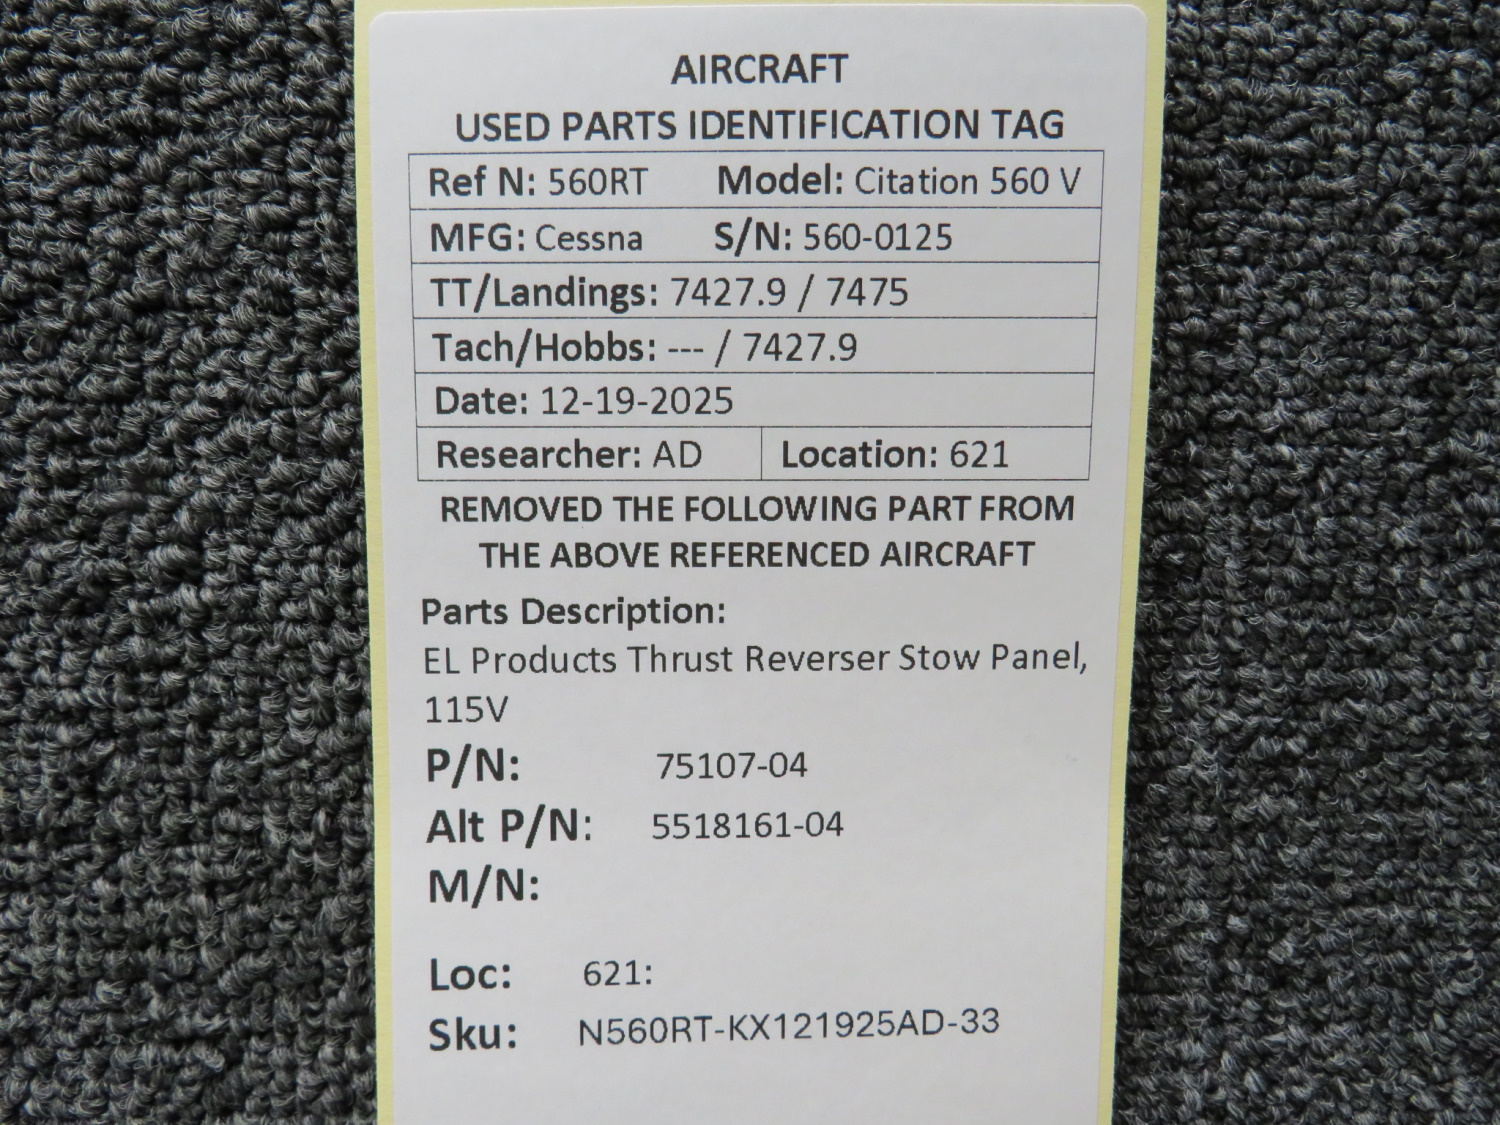 AIRCRAFT
USED PARTS IDENTIFICATION TAG
Ref N: 560RT Model: Citation 560 V
MFG: Cessna S/N: 560-0125
TT/Landings: 7427.9 / 7475
Tach/Hobbs: --- / 7427.9
Date: 12-19-2025
Researcher: AD Location: 621
REMOVED THE FOLLOWING PART FROM
THE ABOVE REFERENCED AIRCRAFT
Parts Description:
EL Products Thrust Reverser Stow Panel,
115V
P/N: 75107-04
Alt P/N: 5518161-04
M/N:
Loc: 621:
Sku: N560RT-KX121925AD-33